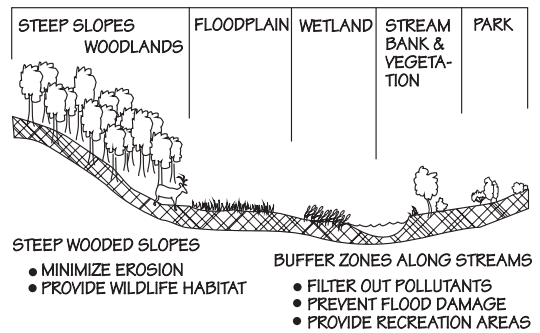 STEEP SLOPES
WOODLANDS
FLOODPLAIN
WETLAND
STREAM
BANK &
VEGETA-
TION
PARK
STEEP WOODED SLOPES
● MINIMIZE EROSION
● PROVIDE WILDLIFE HABITAT
BUFFER ZONES ALONG STREAMS
● FILTER OUT POLLUTANTS
● PREVENT FLOOD DAMAGE
● PROVIDE RECREATION AREAS